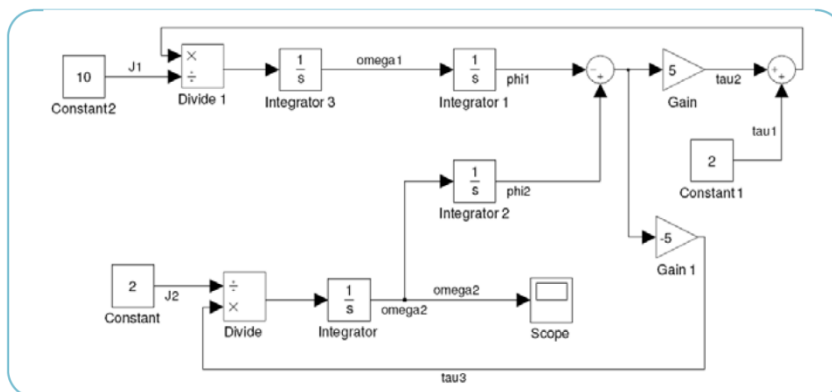 J1
omega1
10
×
÷
1
s
1
s
phi1
-
+
5
tau2
+
+
Constant2
Divide 1
Integrator 3
Integrator 1
Gain
tau1
1
s
phi2
2
Integrator 2
Constant 1
-5
Gain 1
2
J2
÷
×
1
s
omega2
omega2
Constant
Divide
Integrator
Scope
tau3